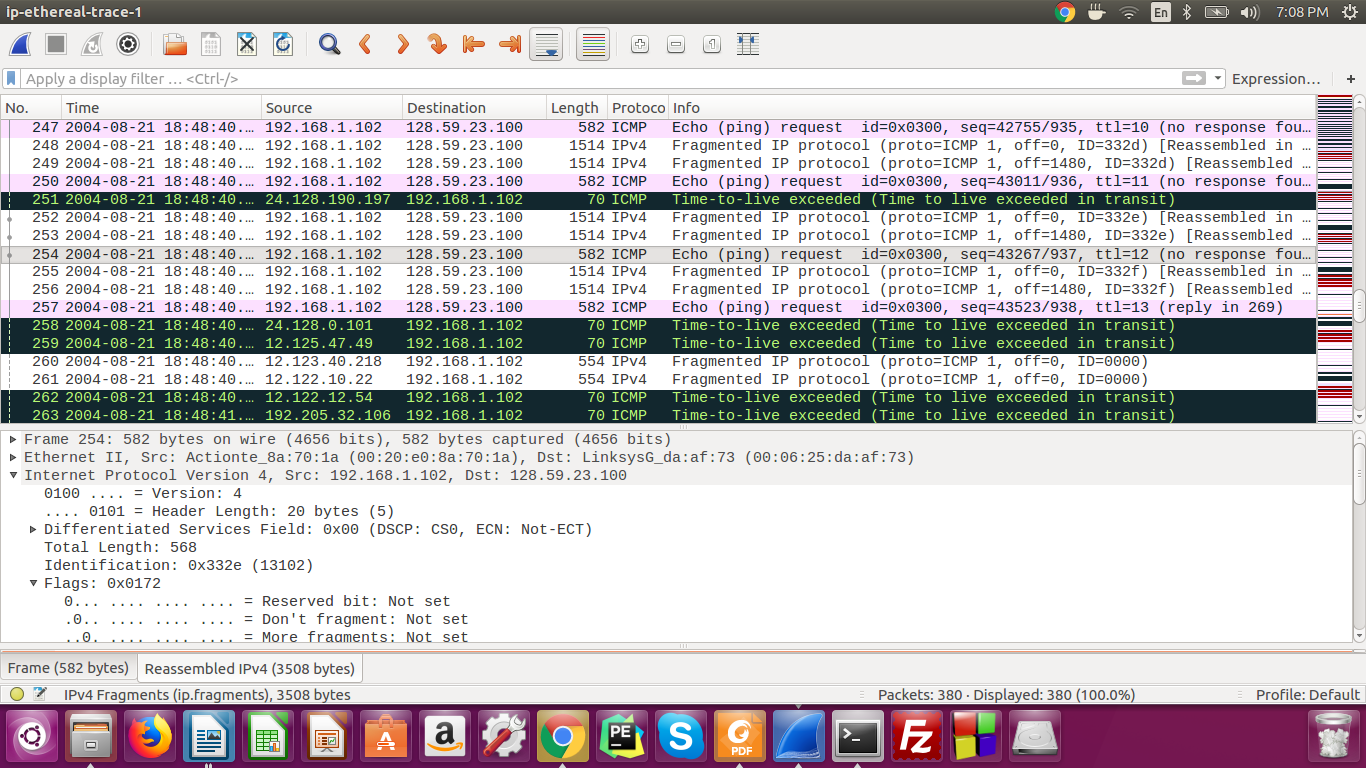 ip-ethereal-trace-1 En 7:08 PM
Apply a display filter … <Ctrl-/> Expression… +
No. Time Source Destination Length Protoco Info
247 2004-08-21 18:48:40.… 192.168.1.102 128.59.23.100 582 ICMP Echo (ping) request id=0x0300, seq=42755/935, ttl=10 (no response fou…
248 2004-08-21 18:48:40.… 192.168.1.102 128.59.23.100 1514 IPv4 Fragmented IP protocol (proto=ICMP 1, off=0, ID=332d) [Reassembled in …
249 2004-08-21 18:48:40.… 192.168.1.102 128.59.23.100 1514 IPv4 Fragmented IP protocol (proto=ICMP 1, off=1480, ID=332d) [Reassembled …
250 2004-08-21 18:48:40.… 192.168.1.102 128.59.23.100 582 ICMP Echo (ping) request id=0x0300, seq=43011/936, ttl=11 (no response fou…
251 2004-08-21 18:48:40.… 24.128.190.197 192.168.1.102 70 ICMP Time-to-live exceeded (Time to live exceeded in transit)
252 2004-08-21 18:48:40.… 192.168.1.102 128.59.23.100 1514 IPv4 Fragmented IP protocol (proto=ICMP 1, off=0, ID=332e) [Reassembled in …
253 2004-08-21 18:48:40.… 192.168.1.102 128.59.23.100 1514 IPv4 Fragmented IP protocol (proto=ICMP 1, off=1480, ID=332e) [Reassembled …
254 2004-08-21 18:48:40.… 192.168.1.102 128.59.23.100 582 ICMP Echo (ping) request id=0x0300, seq=43267/937, ttl=12 (no response fou…
255 2004-08-21 18:48:40.… 192.168.1.102 128.59.23.100 1514 IPv4 Fragmented IP protocol (proto=ICMP 1, off=0, ID=332f) [Reassembled in …
256 2004-08-21 18:48:40.… 192.168.1.102 128.59.23.100 1514 IPv4 Fragmented IP protocol (proto=ICMP 1, off=1480, ID=332f) [Reassembled …
257 2004-08-21 18:48:40.… 192.168.1.102 128.59.23.100 582 ICMP Echo (ping) request id=0x0300, seq=43523/938, ttl=13 (reply in 269)
258 2004-08-21 18:48:40.… 24.128.0.101 192.168.1.102 70 ICMP Time-to-live exceeded (Time to live exceeded in transit)
259 2004-08-21 18:48:40.… 12.125.47.49 192.168.1.102 70 ICMP Time-to-live exceeded (Time to live exceeded in transit)
260 2004-08-21 18:48:40.… 12.123.40.218 192.168.1.102 554 IPv4 Fragmented IP protocol (proto=ICMP 1, off=0, ID=0000)
261 2004-08-21 18:48:40.… 12.122.10.22 192.168.1.102 554 IPv4 Fragmented IP protocol (proto=ICMP 1, off=0, ID=0000)
262 2004-08-21 18:48:40.… 12.122.12.54 192.168.1.102 70 ICMP Time-to-live exceeded (Time to live exceeded in transit)
263 2004-08-21 18:48:41.… 192.205.32.106 192.168.1.102 70 ICMP Time-to-live exceeded (Time to live exceeded in transit)
Frame 254: 582 bytes on wire (4656 bits), 582 bytes captured (4656 bits)
Ethernet II, Src: Actionte_8a:70:1a (00:20:e0:8a:70:1a), Dst: LinksysG_da:af:73 (00:06:25:da:af:73)
Internet Protocol Version 4, Src: 192.168.1.102, Dst: 128.59.23.100
0100 .... = Version: 4
.... 0101 = Header Length: 20 bytes (5)
Differentiated Services Field: 0x00 (DSCP: CS0, ECN: Not-ECT)
Total Length: 568
Identification: 0x332e (13102)
Flags: 0x0172
0... .... .... .... = Reserved bit: Not set
.0.. .... .... .... = Don't fragment: Not set
..0. .... .... .... = More fragments: Not set
Frame (582 bytes) Reassembled IPv4 (3508 bytes)
IPv4 Fragments (ip.fragments), 3508 bytes Packets: 380 · Displayed: 380 (100.0%) Profile: Default
A a PE S PDF >_ Fz